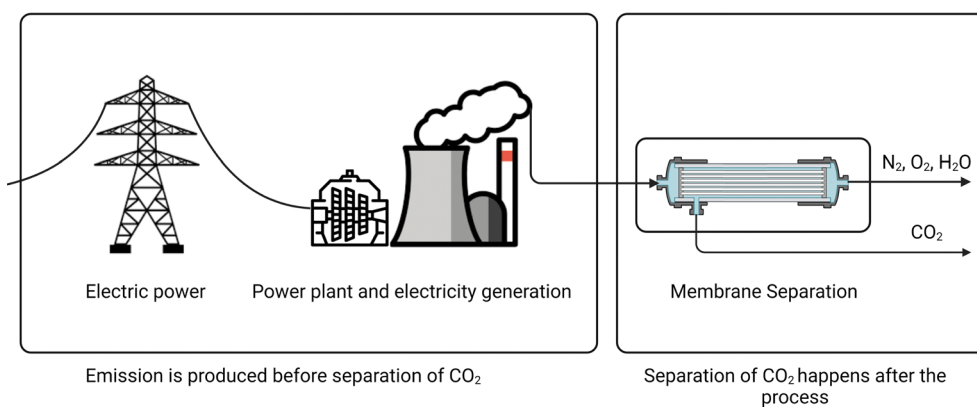 N₂, O₂, H₂O
CO₂
Electric power
Power plant and electricity generation
Membrane Separation
Emission is produced before separation of CO₂
Separation of CO₂ happens after the
process